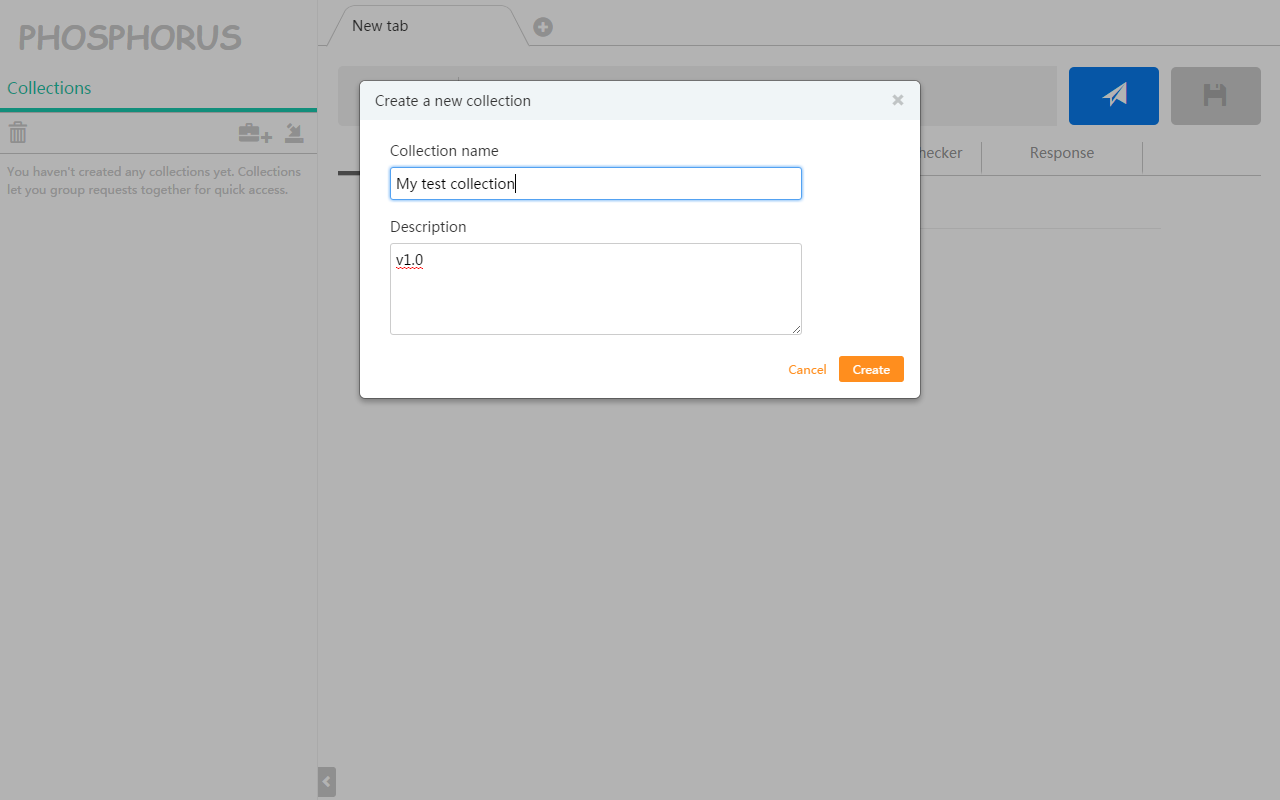 PHOSPHORUS
New tab
Collections
You haven't created any collections yet. Collections
let you group requests together for quick access.
Create a new collection
Collection name
My test collection
Description
v1.0
Cancel
Create
hecker
Response